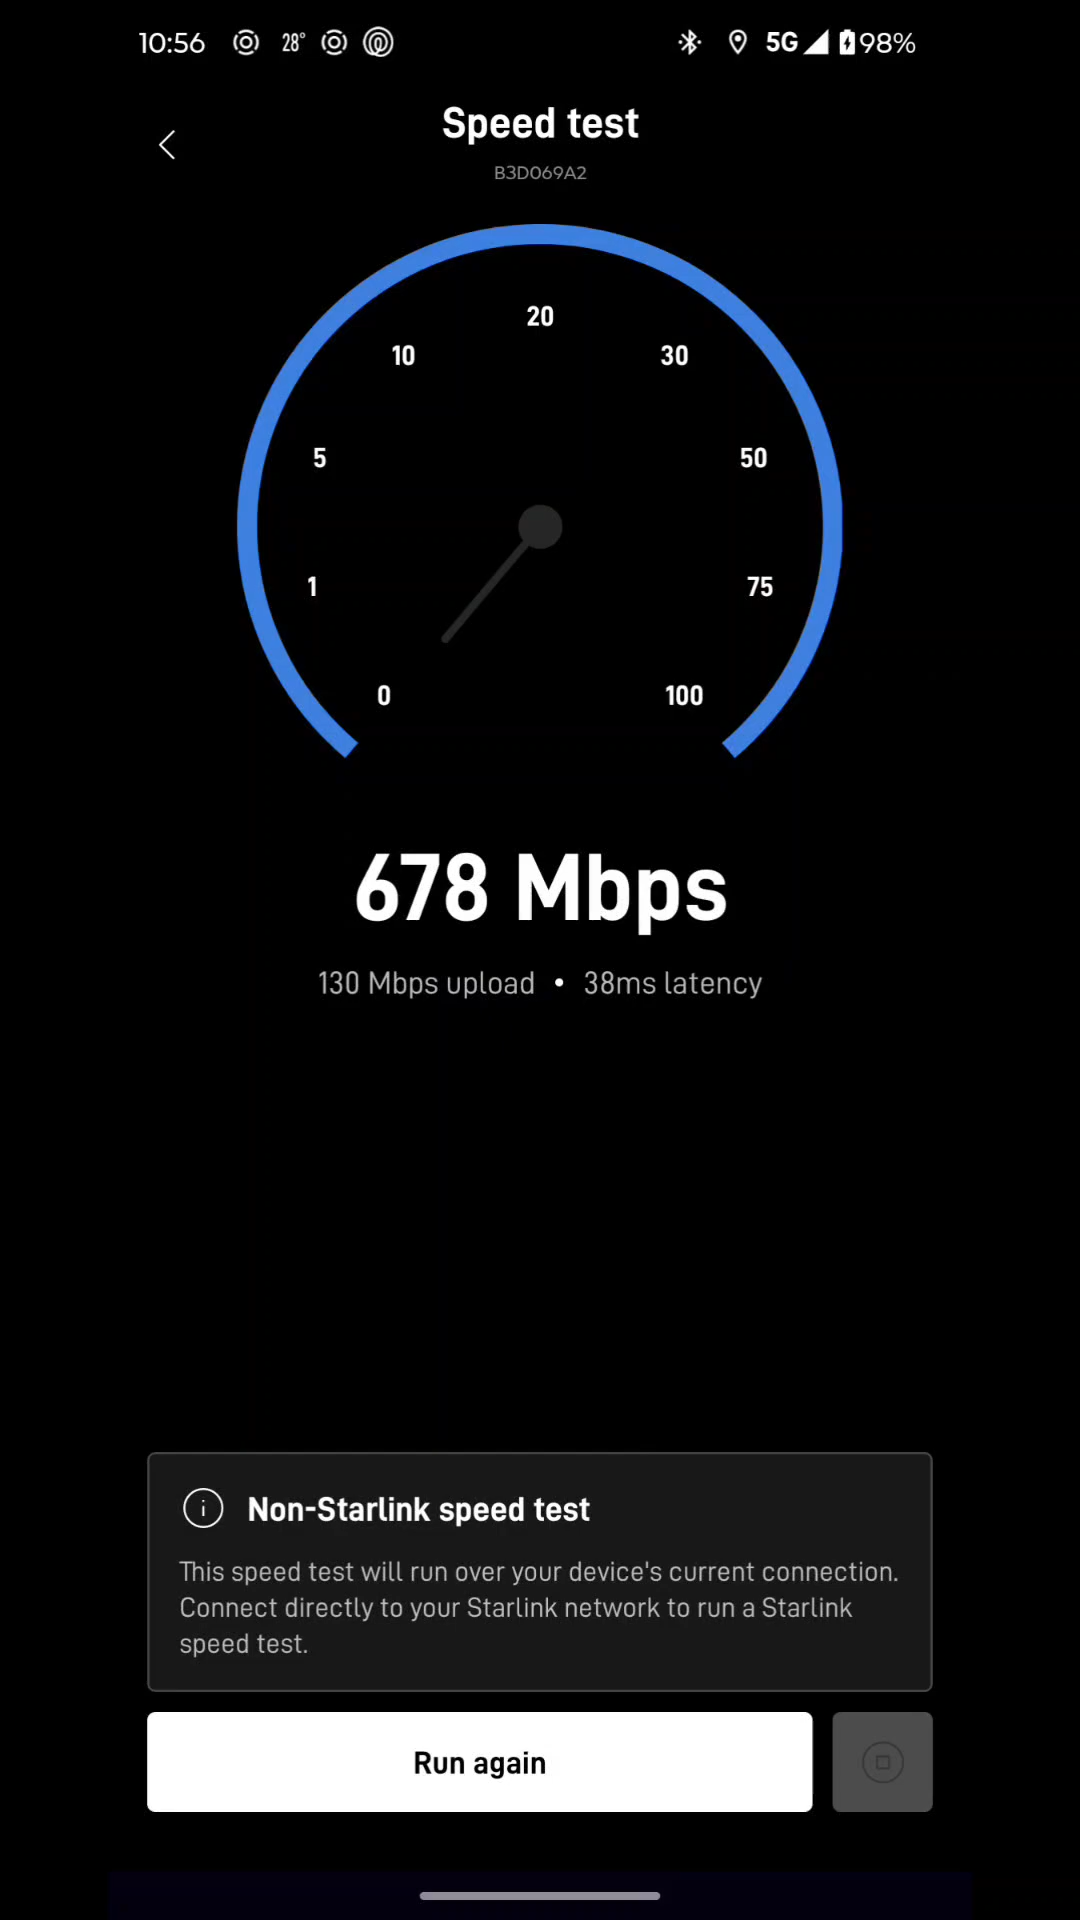 10:56 28° 5G 98%
Speed test
B3D069A2
20
10 30
5 50
1 75
0 100
678 Mbps
130 Mbps upload • 38ms latency
Non-Starlink speed test
This speed test will run over your device's current connection.
Connect directly to your Starlink network to run a Starlink
speed test.
Run again